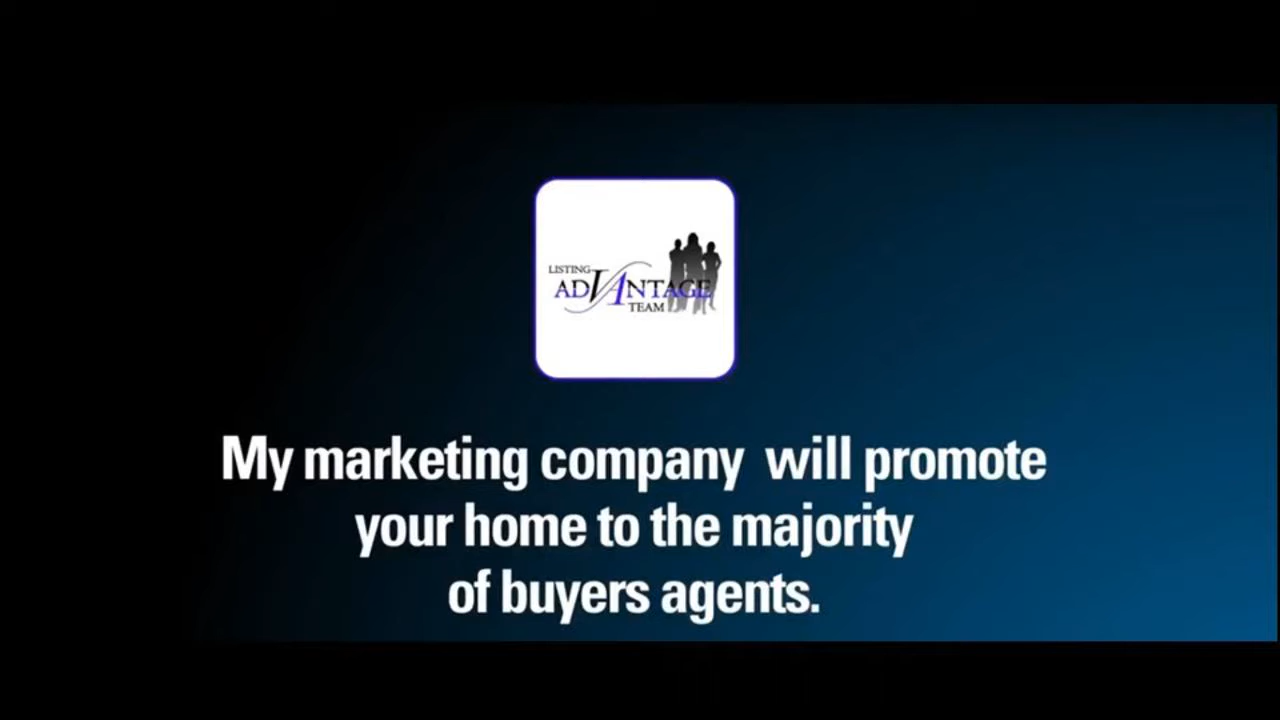 LISTING
ADVANTAGE
TEAM
My marketing company will promote
your home to the majority
of buyers agents.